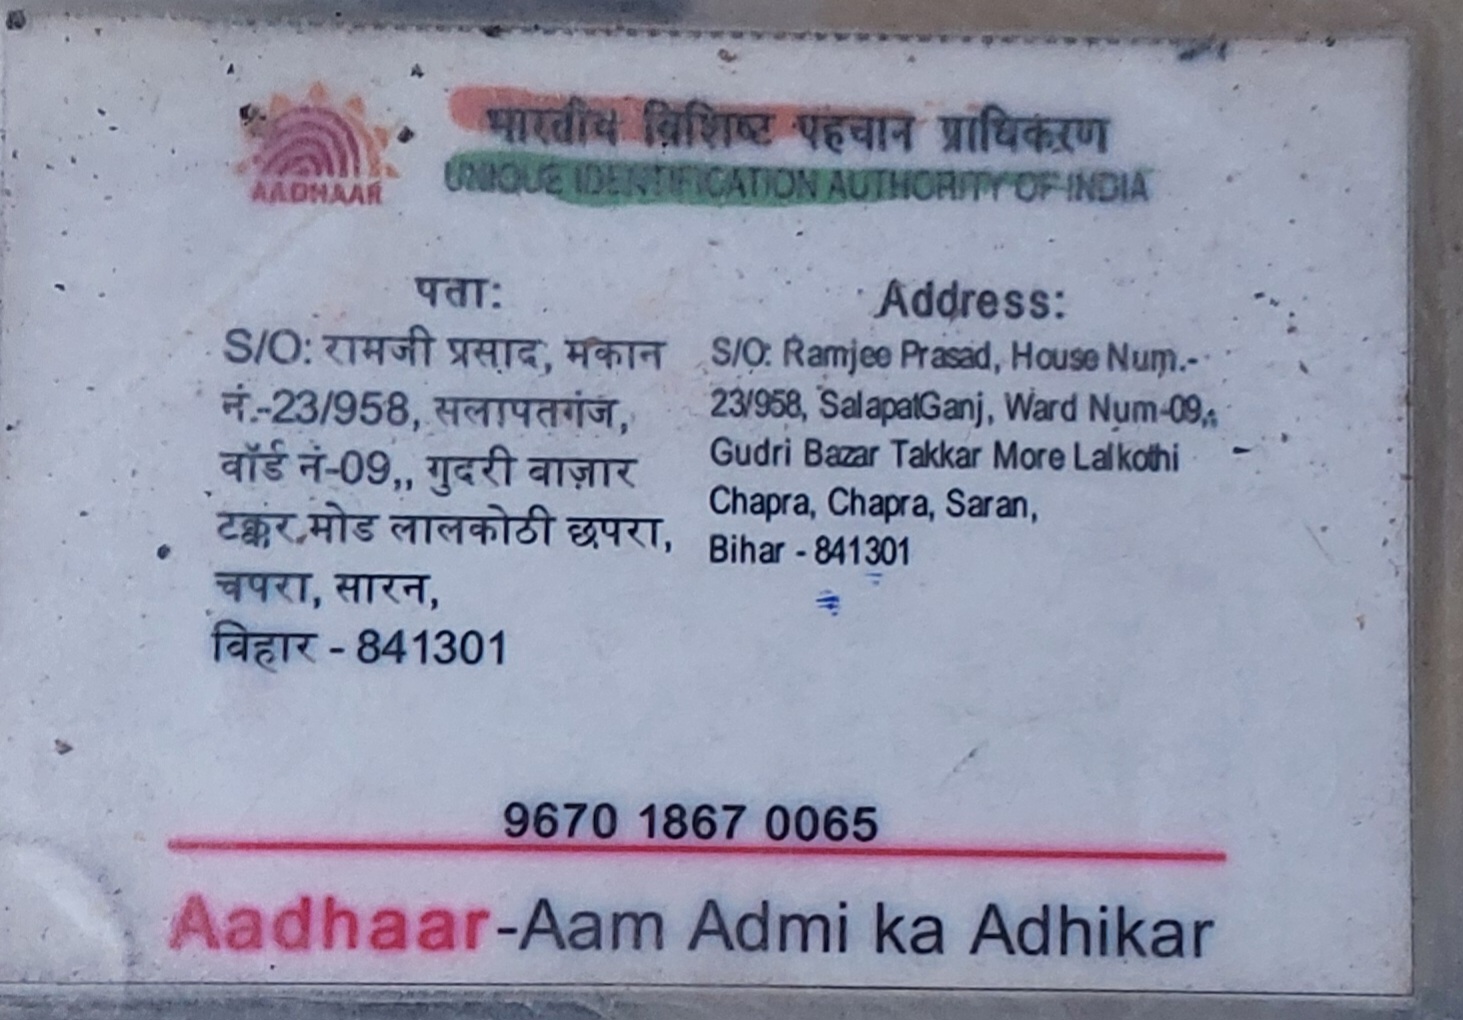 भारतीय विशिष्ट पहचान प्राधिकरण
UNIQUE IDENTIFICATION AUTHORITY OF INDIA
AADHAAR
पता:
S/O: रामजी प्रसाद, मकान
नं.-23/958, सलापतगंज,
वॉर्ड नं-09,, गुदरी बाज़ार
टक्कर मोड लालकोठी छपरा,
चपरा, सारन,
बिहार - 841301
Address:
S/O: Ramjee Prasad, House Num.-
23/958, SalapatGanj, Ward Num-09,,
Gudri Bazar Takkar More Lalkothi
Chapra, Chapra, Saran,
Bihar - 841301
9670 1867 0065
Aadhaar-Aam Admi ka Adhikar